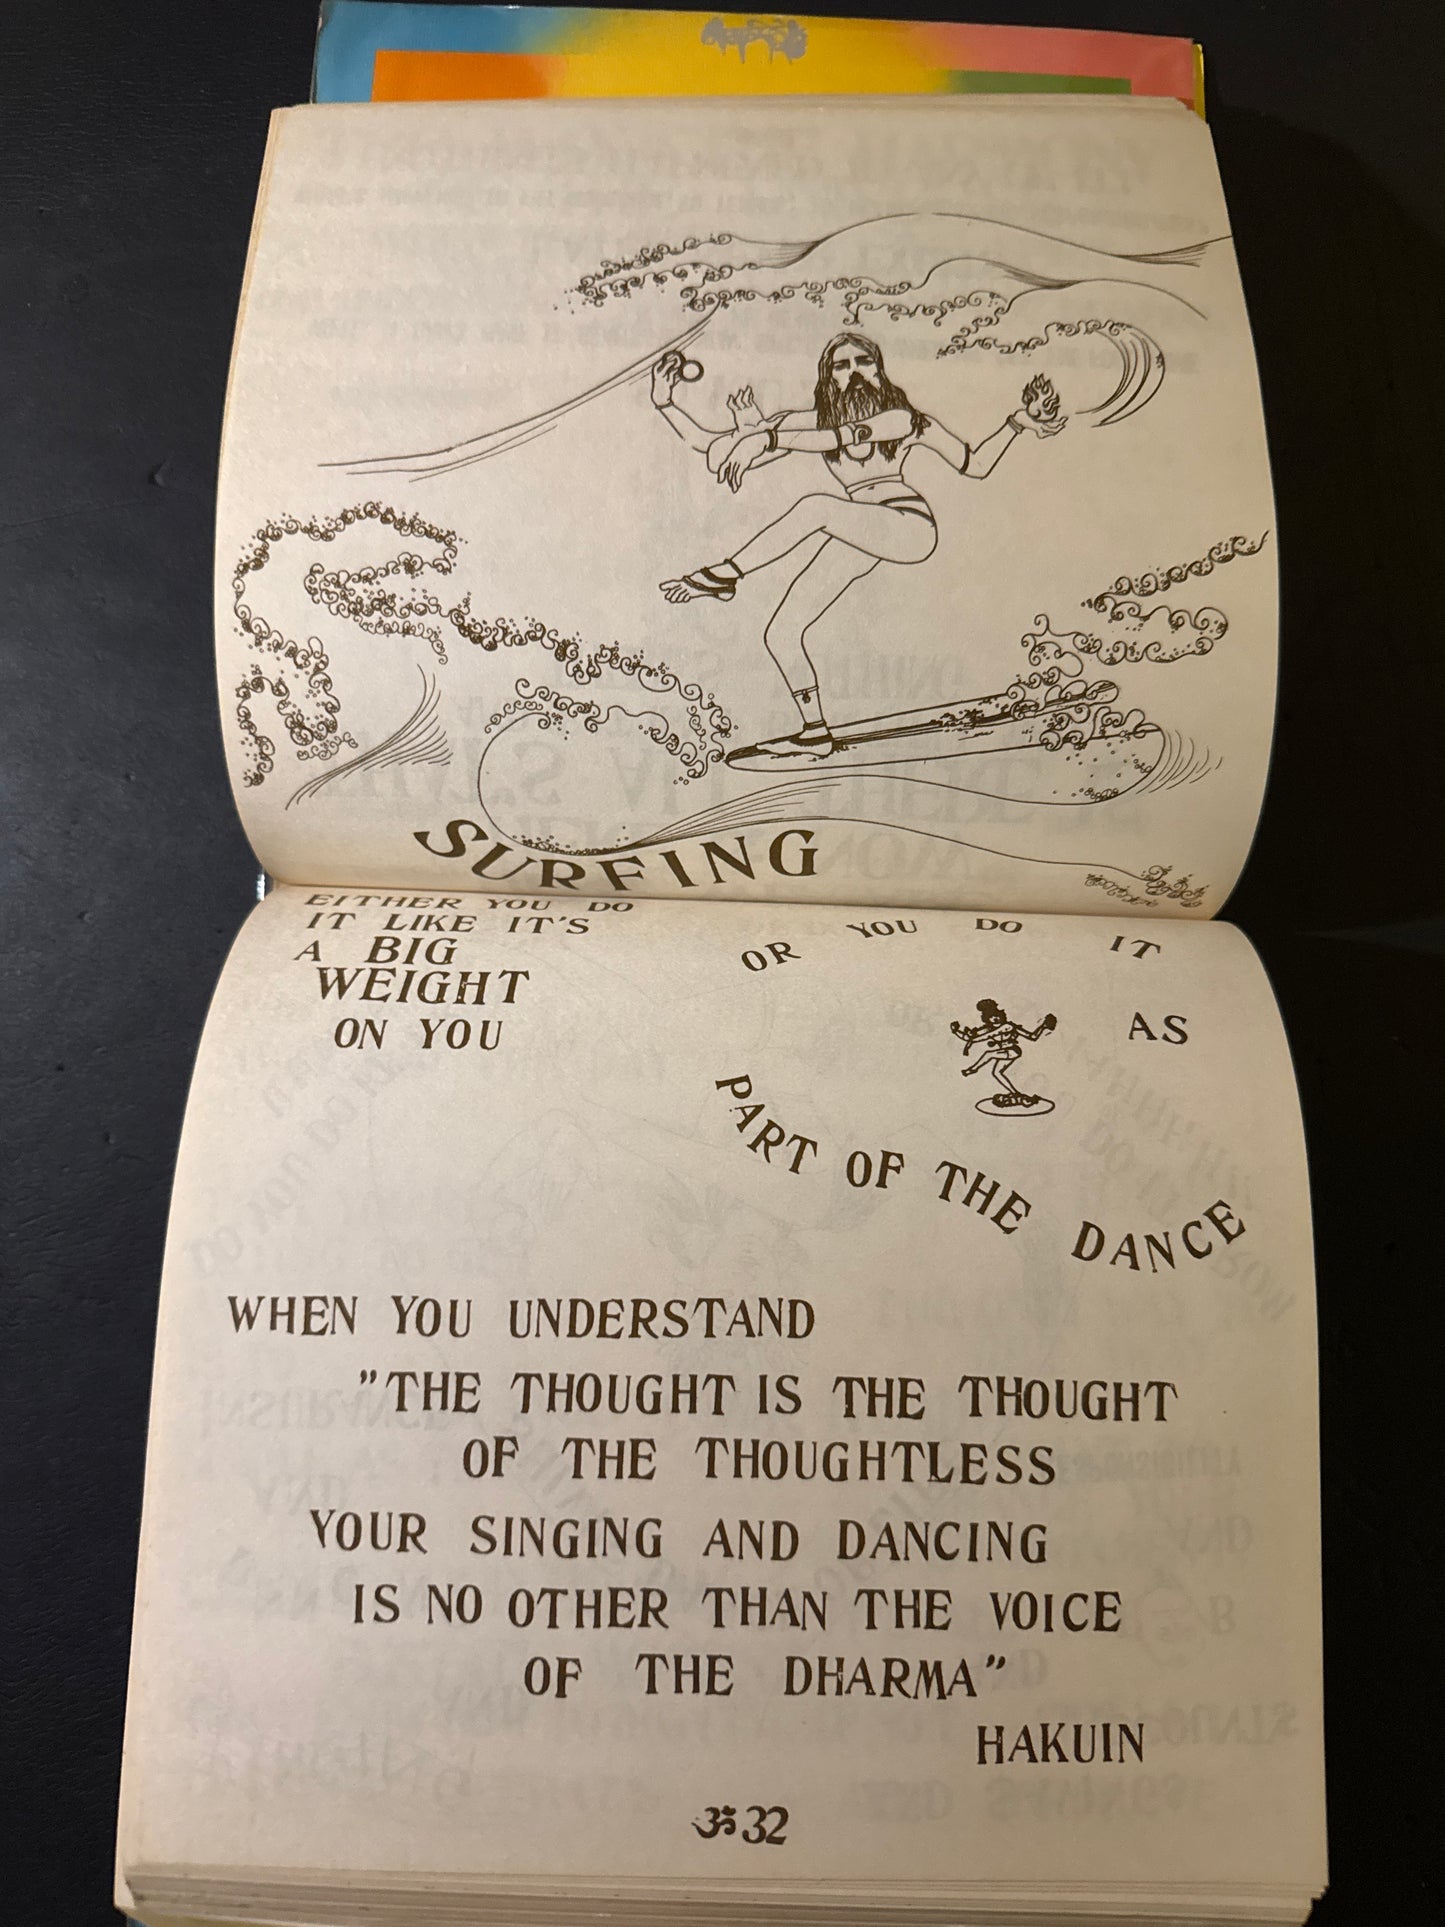 SURFING
EITHER YOU DO
IT LIKE IT'S
A BIG
WEIGHT
ON YOU
OR YOU DO IT
AS
PART OF THE DANCE
WHEN YOU UNDERSTAND
"THE THOUGHT IS THE THOUGHT
OF THE THOUGHTLESS
YOUR SINGING AND DANCING
IS NO OTHER THAN THE VOICE
OF THE DHARMA"
HAKUIN
ॐ 32